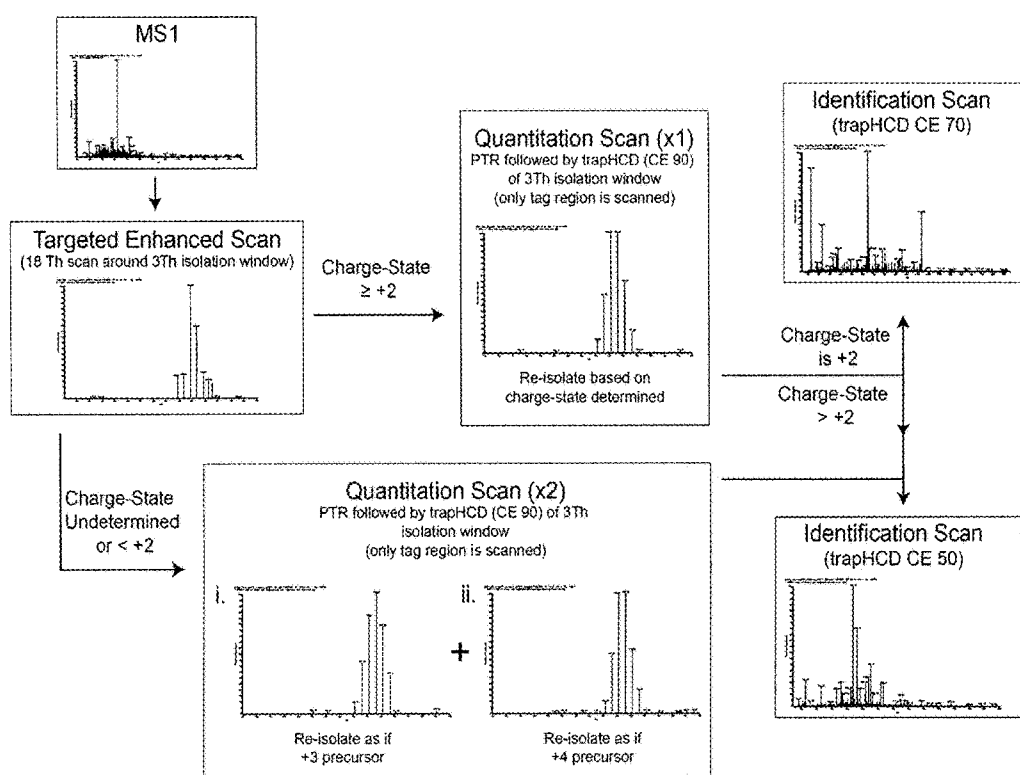 MS1
Targeted Enhanced Scan
(18 Th scan around 3Th isolation window)
Charge-State
≥ +2
Quantitation Scan (x1)
PTR followed by trapHCD (CE 90)
of 3Th isolation window
(only tag region is scanned)
Re-isolate based on
charge-state determined
Identification Scan
(trapHCD CE 70)
Charge-State
is +2
Charge-State
> +2
Charge-State
Undetermined
or < +2
Quantitation Scan (x2)
PTR followed by trapHCD (CE 90) of 3Th
isolation window
(only tag region is scanned)
i.
ii.
+
Re-isolate as if
+3 precursor
Re-isolate as if
+4 precursor
Identification Scan
(trapHCD CE 50)